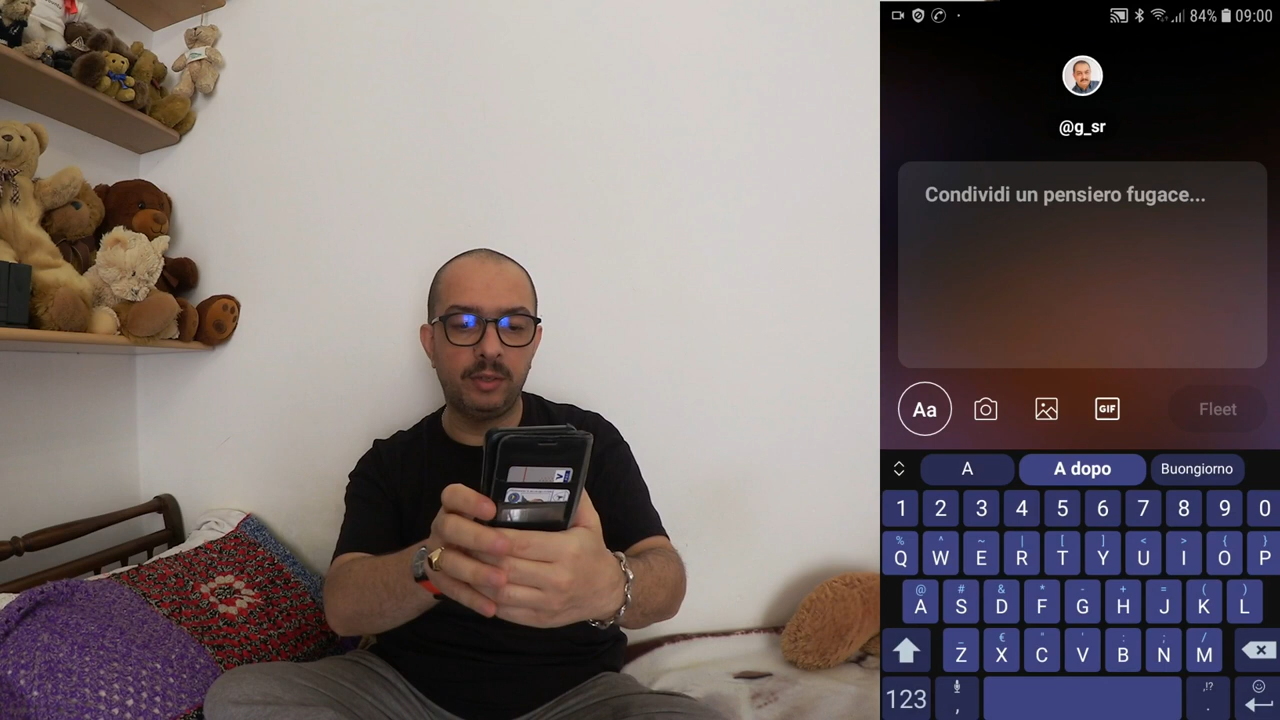 84% 09:00
@g_sr
Condividi un pensiero fugace...
Aa GIF Fleet
A A dopo Buongiorno
1 2 3 4 5 6 7 8 9 0
% ^ ~ | [ ] < > { }
Q W E R T Y U I O P
@ # & * - + = ( )
A S D F G H J K L
_ € " ' : ; /
Z X C V B N M
,!?
123 , .